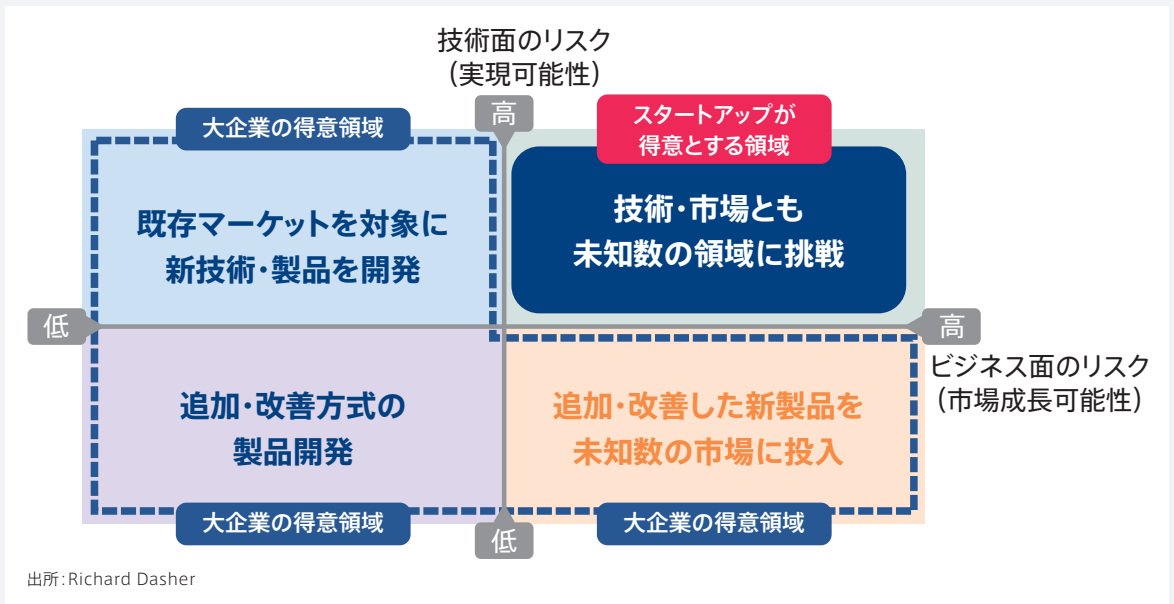 技術面のリスク
(実現可能性)
高
大企業の得意領域
スタートアップが
得意とする領域
既存マーケットを対象に
新技術・製品を開発
技術・市場とも
未知数の領域に挑戦
低
高
ビジネス面のリスク
(市場成長可能性)
追加・改善方式の
製品開発
追加・改善した新製品を
未知数の市場に投入
大企業の得意領域
低
大企業の得意領域
出所:Richard Dasher